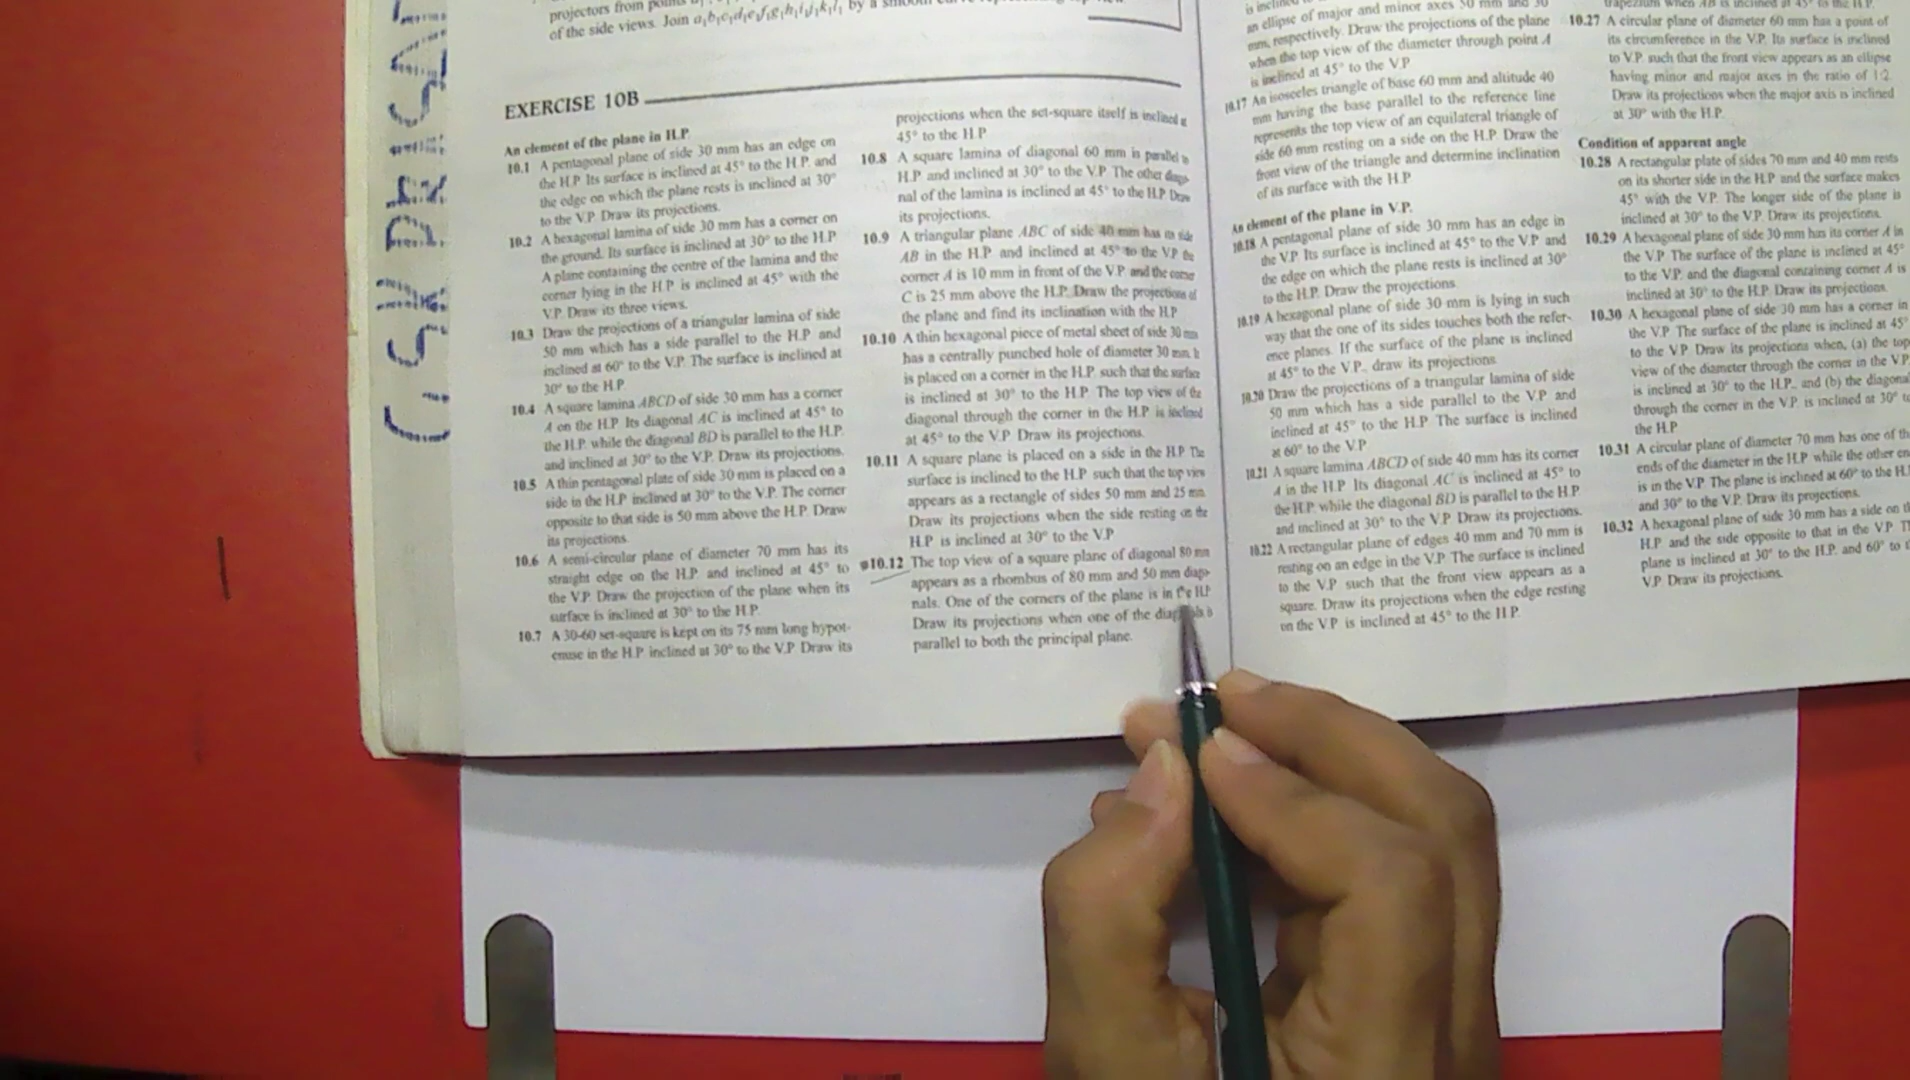 projectors from points
of the side views. Join a₁b₁c₁d₁e₁f₁g₁h₁i₁j₁k₁l₁ by a
EXERCISE 10B
An element of the plane in H.P.
10.1 A pentagonal plane of side 30 mm has an edge on
the H.P. Its surface is inclined at 45° to the H.P. and
the edge on which the plane rests is inclined at 30°
to the V.P. Draw its projections.
10.2 A hexagonal lamina of side 30 mm has a corner on
the ground. Its surface is inclined at 30° to the H.P.
A plane containing the centre of the lamina and the
corner lying in the H.P. is inclined at 45° with the
V.P. Draw its three views.
10.3 Draw the projections of a triangular lamina of side
50 mm which has a side parallel to the H.P. and
inclined at 60° to the V.P. The surface is inclined at
30° to the H.P.
10.4 A square lamina ABCD of side 30 mm has a corner
A on the H.P. Its diagonal AC is inclined at 45° to
the H.P. while the diagonal BD is parallel to the H.P.
and inclined at 30° to the V.P. Draw its projections.
10.5 A thin pentagonal plate of side 30 mm is placed on a
side in the H.P. inclined at 30° to the V.P. The corner
opposite to that side is 50 mm above the H.P. Draw
its projections.
10.6 A semi-circular plane of diameter 70 mm has its
straight edge on the H.P. and inclined at 45° to
the V.P. Draw the projection of the plane when its
surface is inclined at 30° to the H.P.
10.7 A 30-60 set-square is kept on its 75 mm long hypot-
enuse in the H.P. inclined at 30° to the V.P. Draw its
projections when the set-square itself is inclined at
45° to the H.P.
10.8 A square lamina of diagonal 60 mm is parallel to
H.P. and inclined at 30° to the V.P. The other diago-
nal of the lamina is inclined at 45° to the H.P. Draw
its projections.
10.9 A triangular plane ABC of side 40 mm has its side
AB in the H.P. and inclined at 45° to the V.P. the
corner A is 10 mm in front of the V.P. and the corner
C is 25 mm above the H.P. Draw the projections of
the plane and find its inclination with the H.P.
10.10 A thin hexagonal piece of metal sheet of side 30 mm
has a centrally punched hole of diameter 30 mm. It
is placed on a corner in the H.P. such that the surface
is inclined at 30° to the H.P. The top view of the
diagonal through the corner in the H.P. is inclined
at 45° to the V.P. Draw its projections.
10.11 A square plane is placed on a side in the H.P. The
surface is inclined to the H.P. such that the top view
appears as a rectangle of sides 50 mm and 25 mm.
Draw its projections when the side resting on the
H.P. is inclined at 30° to the V.P.
10.12 The top view of a square plane of diagonal 80 mm
appears as a rhombus of 80 mm and 50 mm diago-
nals. One of the corners of the plane is in the H.P.
Draw its projections when one of the diagonals is
parallel to both the principal plane.
is inclined
an ellipse of major and minor axes 50 mm and 30
mm, respectively. Draw the projections of the plane
when the top view of the diameter through point A
is inclined at 45° to the V.P.
10.17 An isosceles triangle of base 60 mm and altitude 40
mm having the base parallel to the reference line
represents the top view of an equilateral triangle of
side 60 mm resting on a side on the H.P. Draw the
front view of the triangle and determine inclination
of its surface with the H.P.
An element of the plane in V.P.
10.18 A pentagonal plane of side 30 mm has an edge in
the V.P. Its surface is inclined at 45° to the V.P. and
the edge on which the plane rests is inclined at 30°
to the H.P. Draw the projections.
10.19 A hexagonal plane of side 30 mm is lying in such
way that the one of its sides touches both the refer-
ence planes. If the surface of the plane is inclined
at 45° to the V.P., draw its projections.
10.20 Draw the projections of a triangular lamina of side
50 mm which has a side parallel to the V.P. and
inclined at 45° to the H.P. The surface is inclined
at 60° to the V.P.
10.21 A square lamina ABCD of side 40 mm has its corner
A in the H.P. Its diagonal AC is inclined at 45° to
the H.P. while the diagonal BD is parallel to the H.P.
and inclined at 30° to the V.P. Draw its projections.
10.22 A rectangular plane of edges 40 mm and 70 mm is
resting on an edge in the V.P. The surface is inclined
to the V.P. such that the front view appears as a
square. Draw its projections when the edge resting
on the V.P. is inclined at 45° to the H.P.
trapezium when AB is inclined at 45° to the H.P.
10.27 A circular plane of diameter 60 mm has a point of
its circumference in the V.P. Its surface is inclined
to V.P. such that the front view appears as an ellipse
having minor and major axes in the ratio of 1:2.
Draw its projections when the major axis is inclined
at 30° with the H.P.
Condition of apparent angle
10.28 A rectangular plate of sides 70 mm and 40 mm rests
on its shorter side in the H.P. and the surface makes
45° with the V.P. The longer side of the plane is
inclined at 30° to the V.P. Draw its projections.
10.29 A hexagonal plane of side 30 mm has its corner A in
the V.P. The surface of the plane is inclined at 45°
to the V.P. and the diagonal containing corner A is
inclined at 30° to the H.P. Draw its projections.
10.30 A hexagonal plane of side 30 mm has a corner in
the V.P. The surface of the plane is inclined at 45°
to the V.P. Draw its projections when, (a) the top
view of the diameter through the corner in the V.P.
is inclined at 30° to the H.P., and (b) the diagonal
through the corner in the V.P. is inclined at 30° to
the H.P.
10.31 A circular plane of diameter 70 mm has one of the
ends of the diameter in the H.P. while the other en
is in the V.P. The plane is inclined at 60° to the H.
and 30° to the V.P. Draw its projections.
10.32 A hexagonal plane of side 30 mm has a side on th
H.P. and the side opposite to that in the V.P. T
plane is inclined at 30° to the H.P. and 60° to t
V.P. Draw its projections.